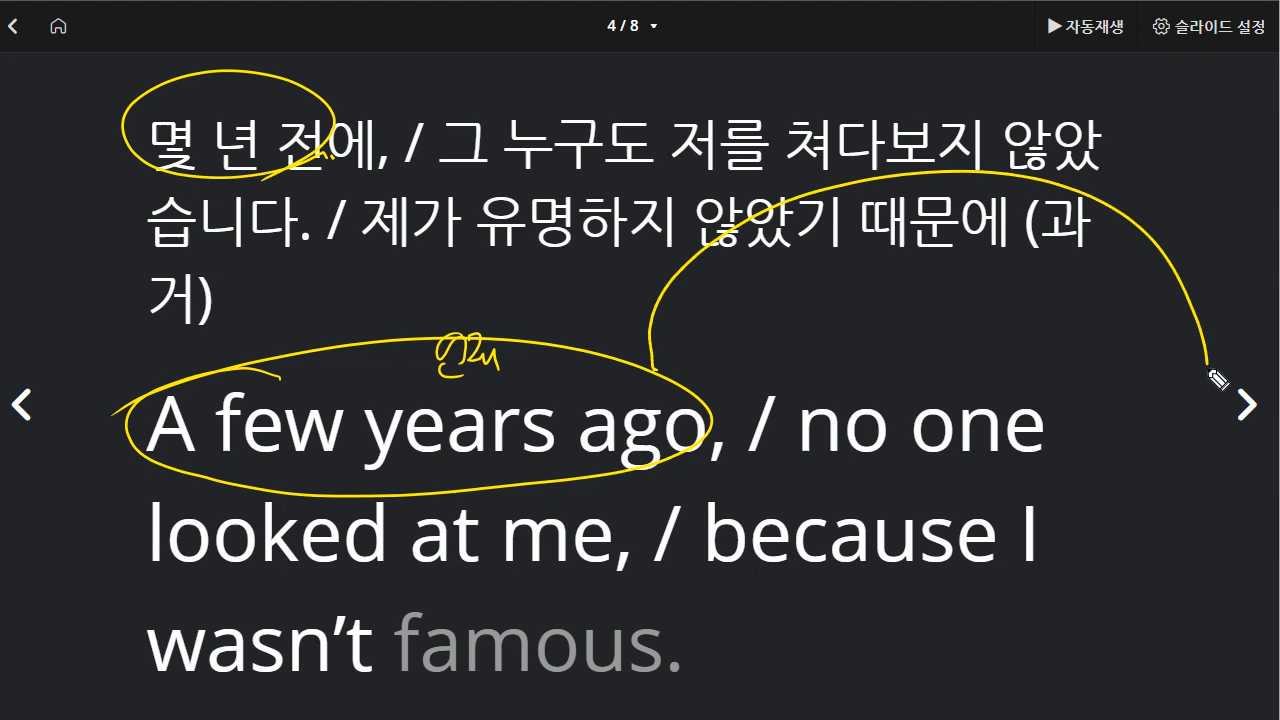 4 / 8
자동재생
슬라이드 설정
몇 년 전에, / 그 누구도 저를 쳐다보지 않았
습니다. / 제가 유명하지 않았기 때문에 (과
거)
A few years ago, / no one
looked at me, / because I
wasn’t famous.